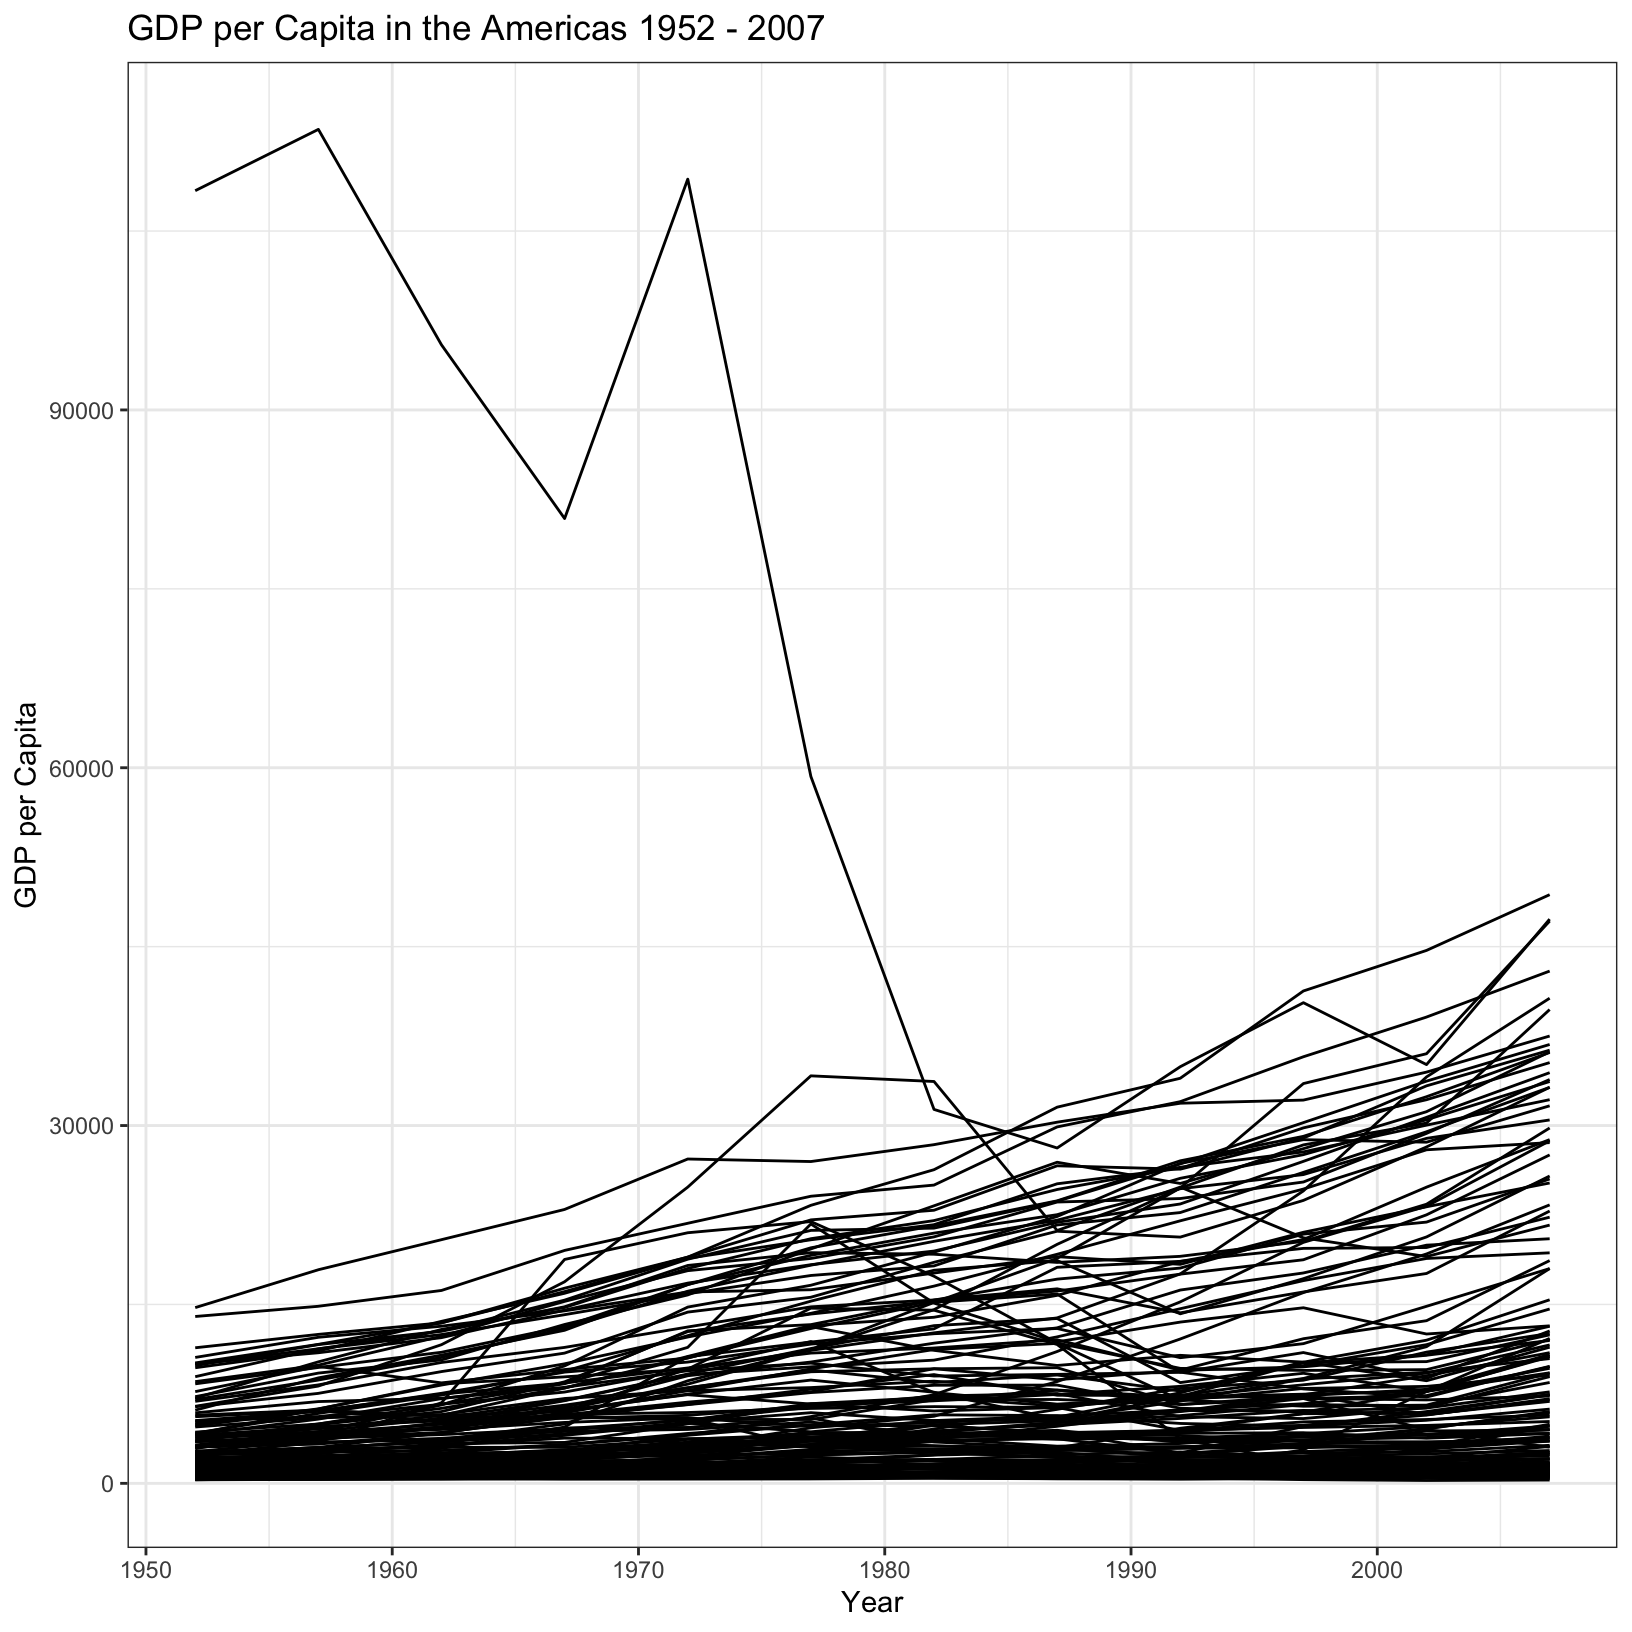 GDP per Capita in the Americas 1952 - 2007
GDP per Capita
90000
60000
30000
0
1950 1960 1970 1980 1990 2000
Year